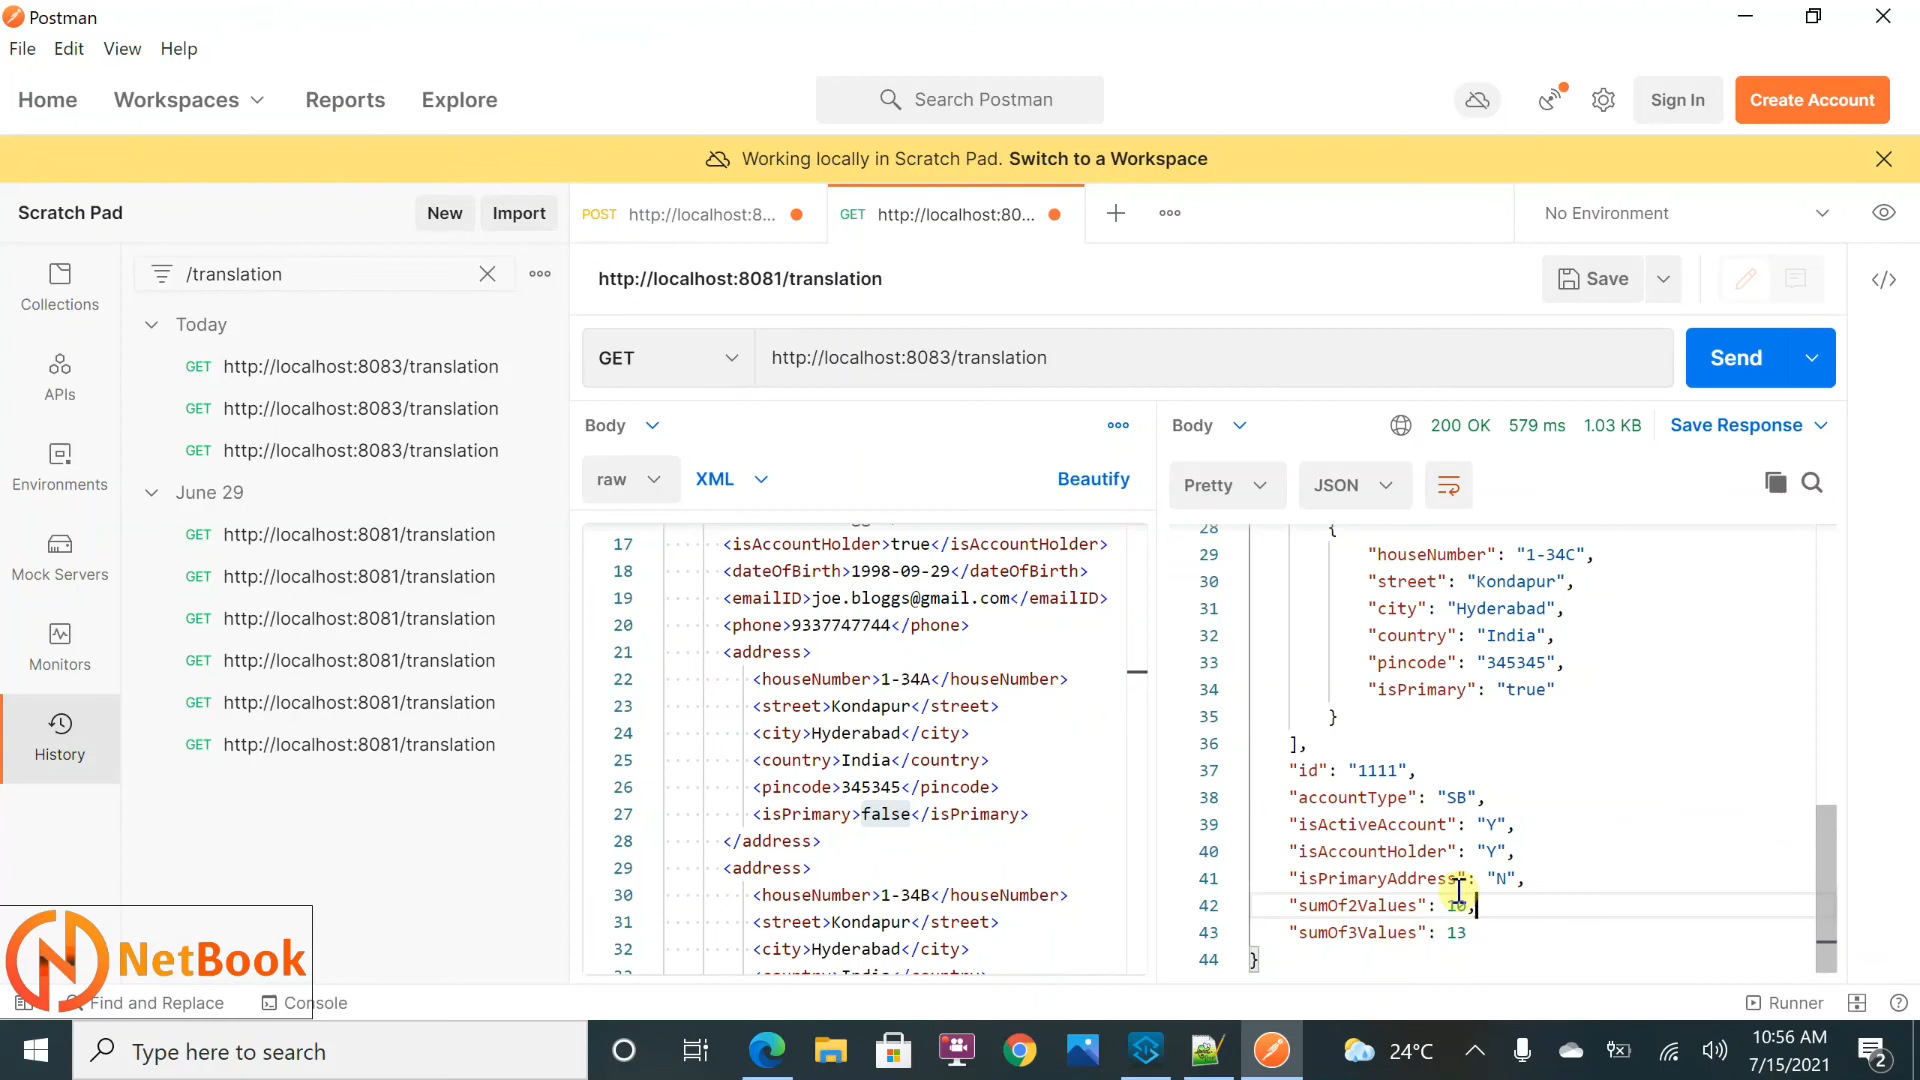 Postman
File Edit View Help
Home Workspaces Reports Explore
Search Postman
Sign In
Create Account
Working locally in Scratch Pad. Switch to a Workspace
Scratch Pad
New
Import
POST http://localhost:8...
GET http://localhost:80...
No Environment
Collections
APIs
Environments
Mock Servers
Monitors
History
/translation
Today
GET http://localhost:8083/translation
GET http://localhost:8083/translation
GET http://localhost:8083/translation
June 29
GET http://localhost:8081/translation
GET http://localhost:8081/translation
GET http://localhost:8081/translation
GET http://localhost:8081/translation
GET http://localhost:8081/translation
GET http://localhost:8081/translation
http://localhost:8081/translation
Save
GET http://localhost:8083/translation
Send
Body
raw XML Beautify
17 <isAccountHolder>true</isAccountHolder>
18 <dateOfBirth>1998-09-29</dateOfBirth>
19 <emailID>joe.bloggs@gmail.com</emailID>
20 <phone>9337747744</phone>
21 <address>
22 <houseNumber>1-34A</houseNumber>
23 <street>Kondapur</street>
24 <city>Hyderabad</city>
25 <country>India</country>
26 <pincode>345345</pincode>
27 <isPrimary>false</isPrimary>
28 </address>
29 <address>
30 <houseNumber>1-34B</houseNumber>
31 <street>Kondapur</street>
32 <city>Hyderabad</city>
Body
200 OK 579 ms 1.03 KB Save Response
Pretty JSON
28 {
29 "houseNumber": "1-34C",
30 "street": "Kondapur",
31 "city": "Hyderabad",
32 "country": "India",
33 "pincode": "345345",
34 "isPrimary": "true"
35 }
36 ],
37 "id": "1111",
38 "accountType": "SB",
39 "isActiveAccount": "Y",
40 "isAccountHolder": "Y",
41 "isPrimaryAddress": "N",
42 "sumOf2Values": 10,
43 "sumOf3Values": 13
44 }
NetBook
Find and Replace Console
Runner
Type here to search
24°C
10:56 AM
7/15/2021
2